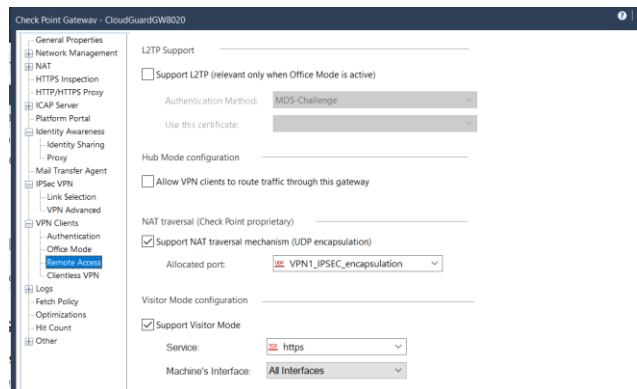 Check Point Gateway - CloudGuardGW8020
?
General Properties
Network Management
NAT
HTTPS Inspection
HTTP/HTTPS Proxy
ICAP Server
Platform Portal
Identity Awareness
Identity Sharing
Proxy
Mail Transfer Agent
IPSec VPN
Link Selection
VPN Advanced
VPN Clients
Authentication
Office Mode
Remote Access
Clientless VPN
Logs
Fetch Policy
Optimizations
Hit Count
Other
L2TP Support
Support L2TP (relevant only when Office Mode is active)
Authentication Method: MD5-Challenge
Use this certificate:
Hub Mode configuration
Allow VPN clients to route traffic through this gateway
NAT traversal (Check Point proprietary)
Support NAT traversal mechanism (UDP encapsulation)
Allocated port: UDP VPN1_IPSEC_encapsulation
Visitor Mode configuration
Support Visitor Mode
Service: TCP https
Machine's Interface: All Interfaces